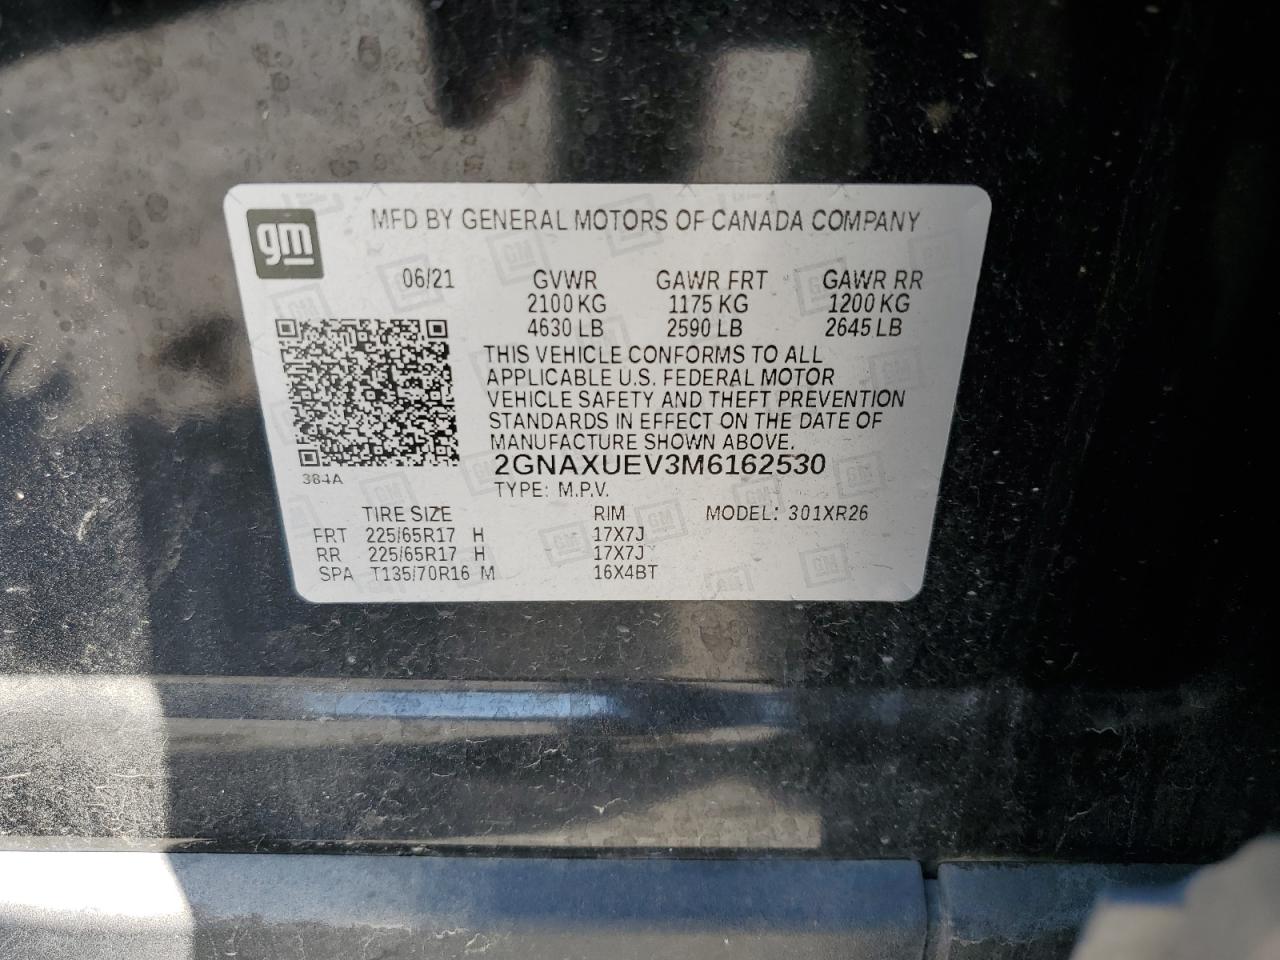 gm
MFD BY GENERAL MOTORS OF CANADA COMPANY
06/21 GVWR GAWR FRT GAWR RR
2100 KG 1175 KG 1200 KG
4630 LB 2590 LB 2645 LB
THIS VEHICLE CONFORMS TO ALL
APPLICABLE U.S. FEDERAL MOTOR
VEHICLE SAFETY AND THEFT PREVENTION
STANDARDS IN EFFECT ON THE DATE OF
MANUFACTURE SHOWN ABOVE.
384A
2GNAXUEV3M6162530
TYPE: M.P.V.
TIRE SIZE RIM MODEL: 301XR26
FRT 225/65R17 H 17X7J
RR 225/65R17 H 17X7J
SPA T135/70R16 M 16X4BT